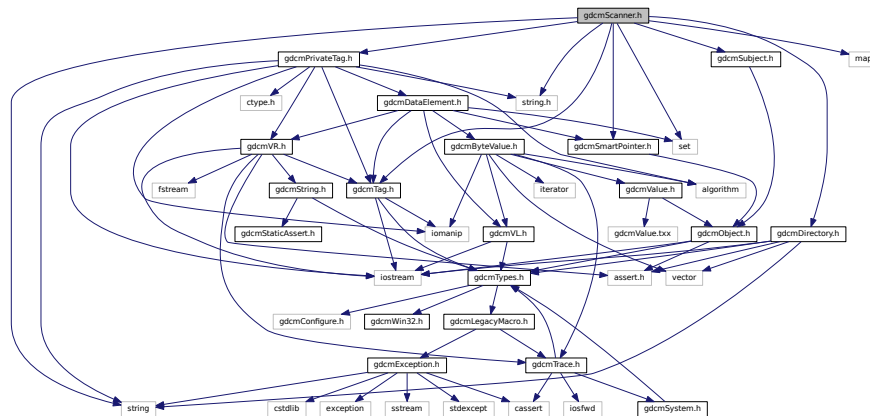 gdcmScanner.h
gdcmPrivateTag.h
gdcmSubject.h
map
ctype.h
gdcmDataElement.h
string.h
gdcmVR.h
gdcmByteValue.h
gdcmSmartPointer.h
set
fstream
gdcmString.h
gdcmTag.h
iterator
gdcmValue.h
algorithm
gdcmStaticAssert.h
iomanip
gdcmVL.h
gdcmValue.txx
gdcmObject.h
gdcmDirectory.h
iostream
gdcmTypes.h
assert.h
vector
gdcmConfigure.h
gdcmWin32.h
gdcmLegacyMacro.h
gdcmException.h
gdcmTrace.h
string
cstdlib
exception
sstream
stdexcept
cassert
iosfwd
gdcmSystem.h